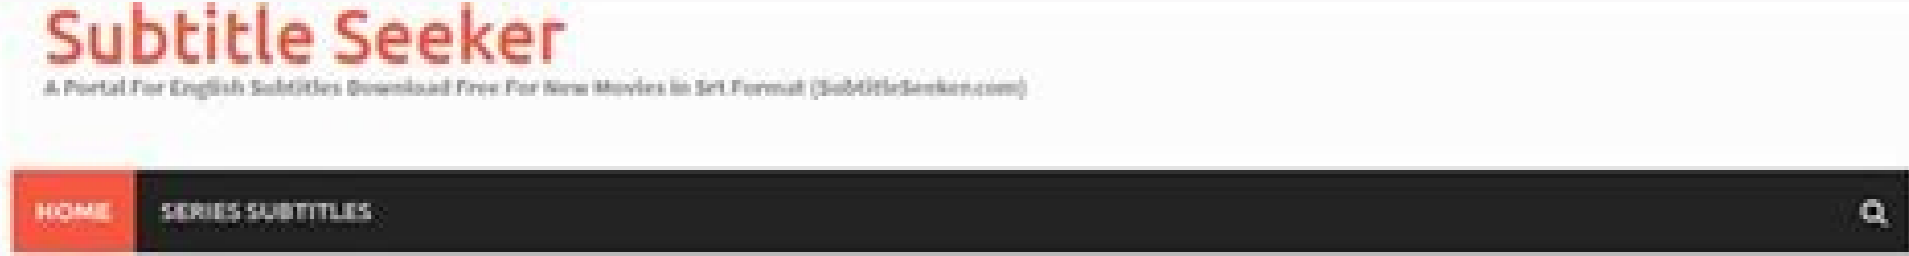 Subtitle Seeker
A Portal For English Subtitles Download Free For New Movies In Srt Format (SubtitleSeeker.com)
HOME SERIES SUBTITLES